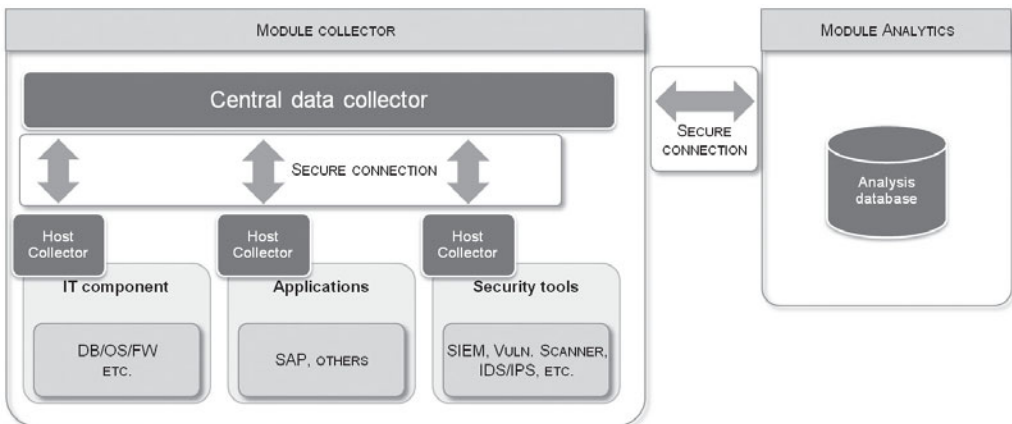 MODULE COLLECTOR
Central data collector
SECURE CONNECTION
Host
Collector
Host
Collector
Host
Collector
IT component
Applications
Security tools
DB/OS/FW
ETC.
SAP, OTHERS
SIEM, VULN. SCANNER,
IDS/IPS, ETC.
SECURE
CONNECTION
MODULE ANALYTICS
Analysis
database